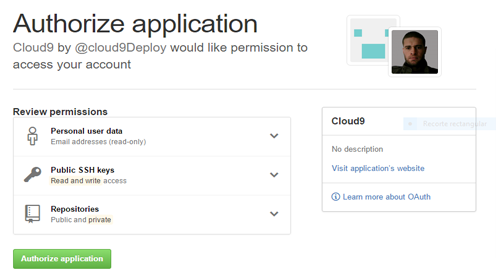 Authorize application
Cloud9 by @cloud9Deploy would like permission to
access your account
Review permissions
Personal user data
Email addresses (read-only)
Public SSH keys
Read and write access
Repositories
Public and private
Authorize application
Cloud9
Recorte rectangular
No description
Visit application's website
Learn more about OAuth